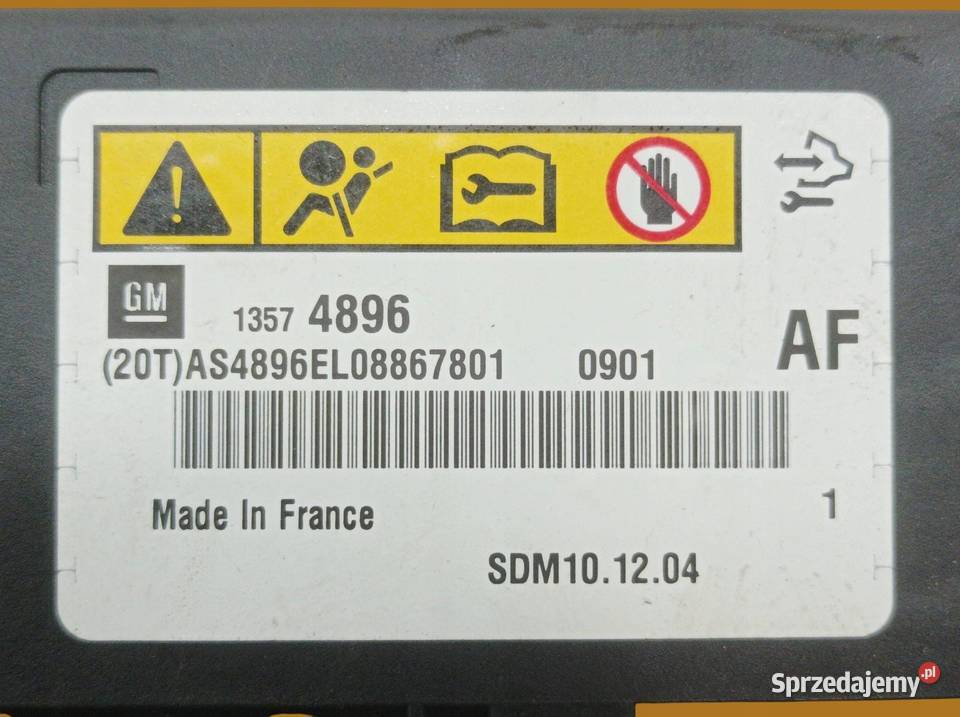 GM
1357 4896
AF
(20T)AS4896EL08867801 0901
Made In France
1
SDM10.12.04
Sprzedajemy.pl